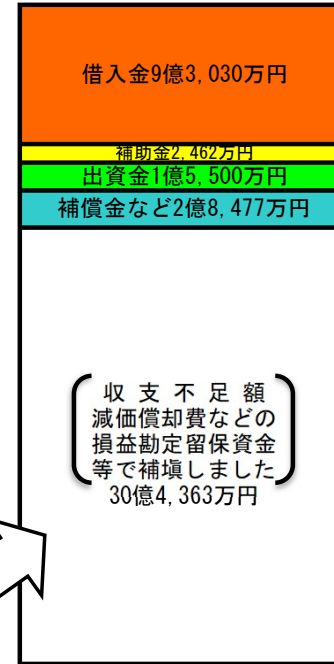 借入金9億3,030万円
補助金2,462万円
出資金1億5,500万円
補償金など2億8,477万円
収支不足額
減価償却費などの
損益勘定留保資金
等で補塡しました
30億4,363万円